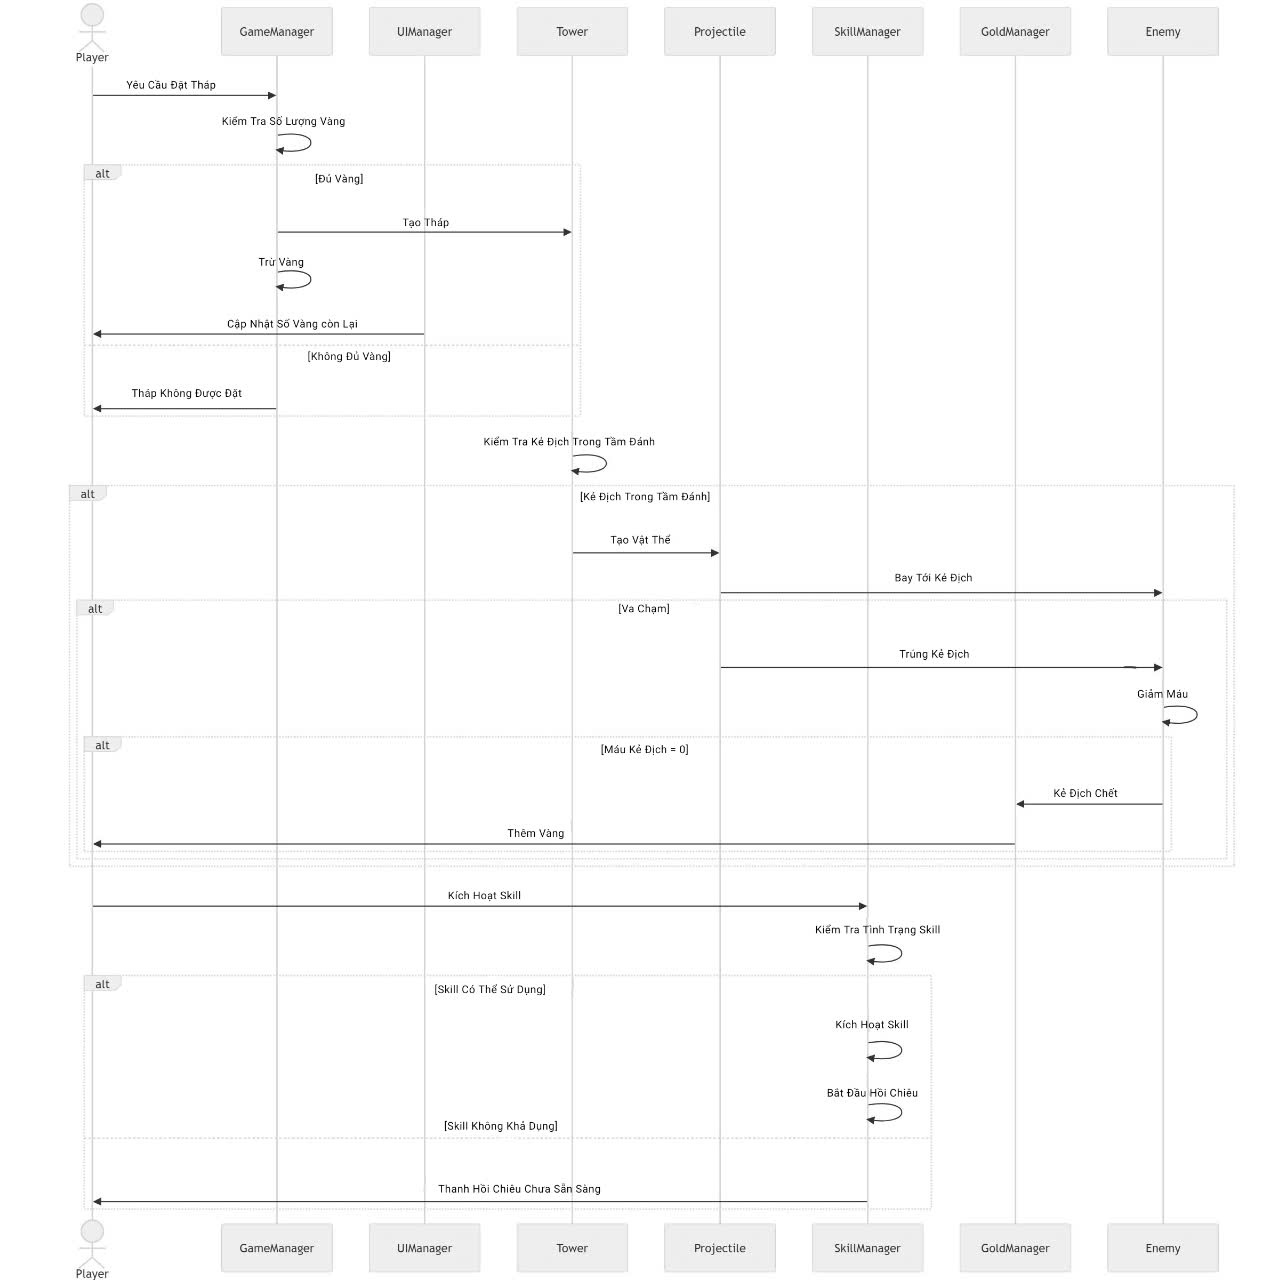 Player
GameManager
UIManager
Tower
Projectile
SkillManager
GoldManager
Enemy
Yêu Cầu Đặt Tháp
Kiểm Tra Số Lượng Vàng
alt
[Đủ Vàng]
Tạo Tháp
Trừ Vàng
Cập Nhật Số Vàng còn Lại
[Không Đủ Vàng]
Tháp Không Được Đặt
Kiểm Tra Kẻ Địch Trong Tầm Đánh
alt
[Kẻ Địch Trong Tầm Đánh]
Tạo Vật Thể
Bay Tới Kẻ Địch
alt
[Va Chạm]
Trúng Kẻ Địch
Giảm Máu
alt
[Máu Kẻ Địch = 0]
Kẻ Địch Chết
Thêm Vàng
Kích Hoạt Skill
Kiểm Tra Tình Trạng Skill
alt
[Skill Có Thể Sử Dụng]
Kích Hoạt Skill
Bắt Đầu Hồi Chiêu
[Skill Không Khả Dụng]
Thanh Hồi Chiêu Chưa Sẵn Sàng
Player
GameManager
UIManager
Tower
Projectile
SkillManager
GoldManager
Enemy